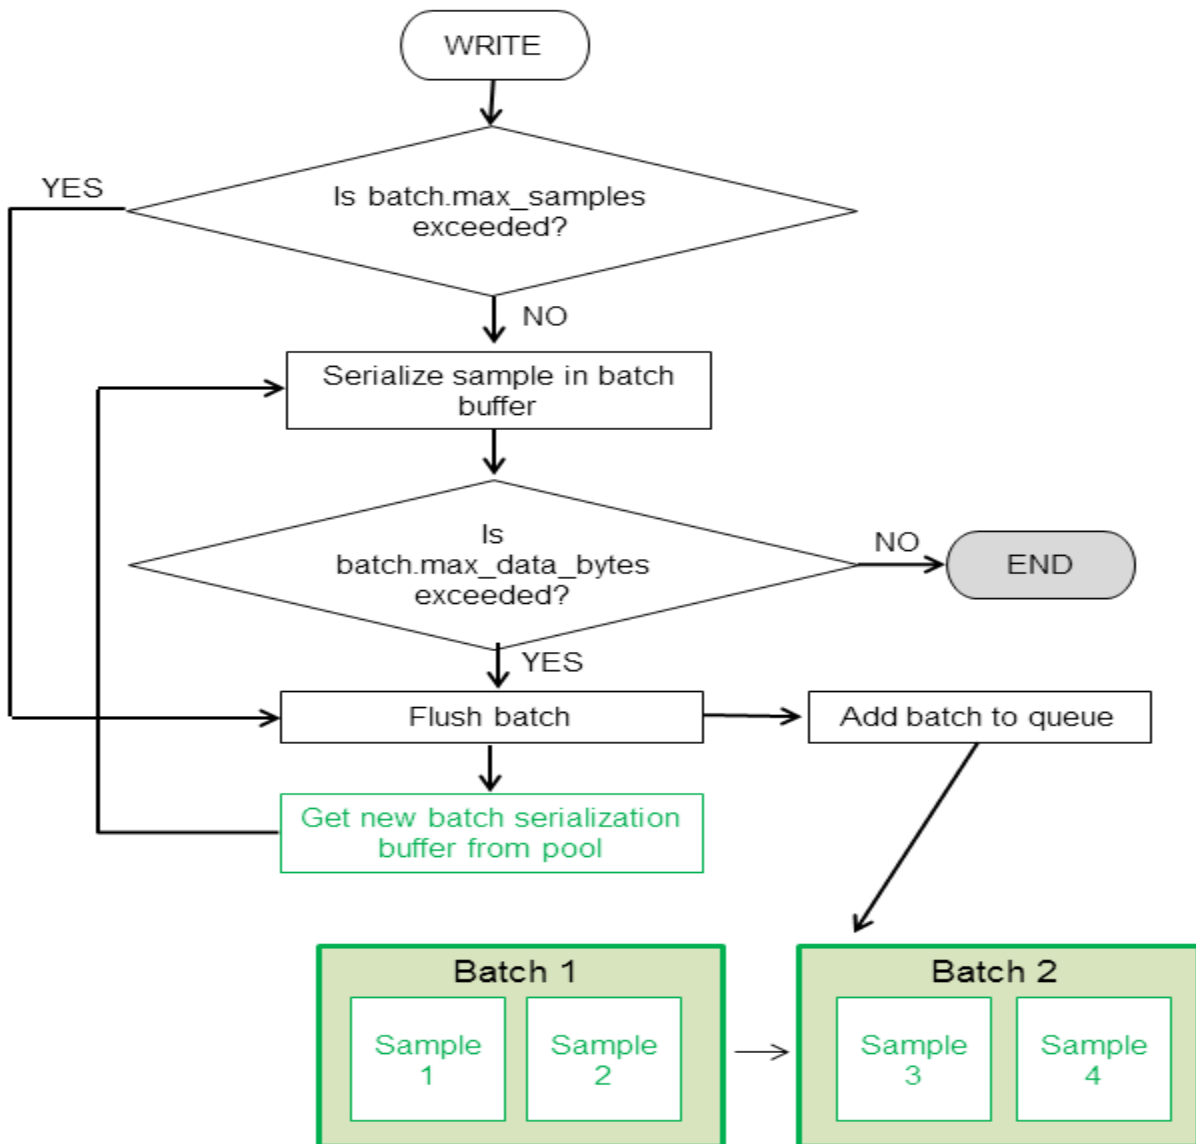 WRITE
YES
Is batch.max_samples
exceeded?
NO
Serialize sample in batch
buffer
Is
batch.max_data_bytes
exceeded?
NO
END
YES
Flush batch
Add batch to queue
Get new batch serialization
buffer from pool
Batch 1
Sample
1
Sample
2
Batch 2
Sample
3
Sample
4